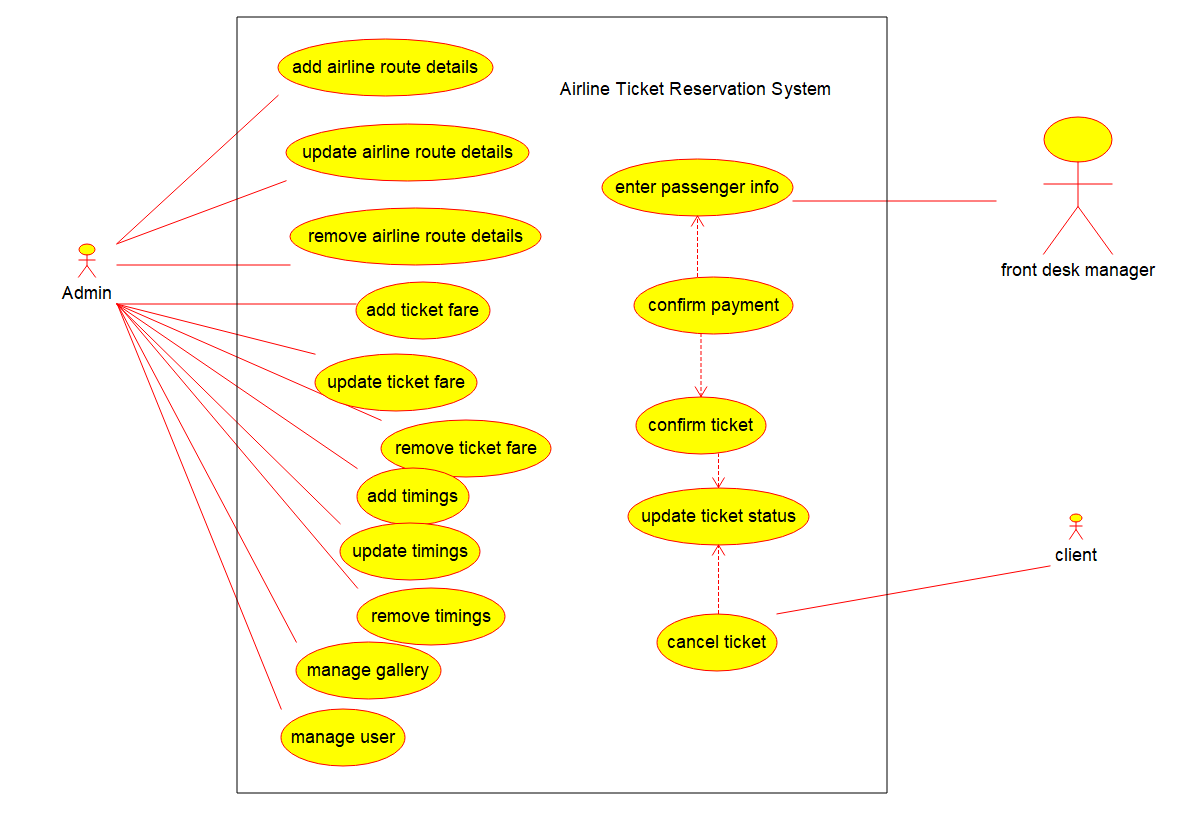 add airline route details
Airline Ticket Reservation System
update airline route details
enter passenger info
remove airline route details
front desk manager
Admin
add ticket fare
confirm payment
update ticket fare
confirm ticket
remove ticket fare
add timings
update ticket status
update timings
client
remove timings
cancel ticket
manage gallery
manage user